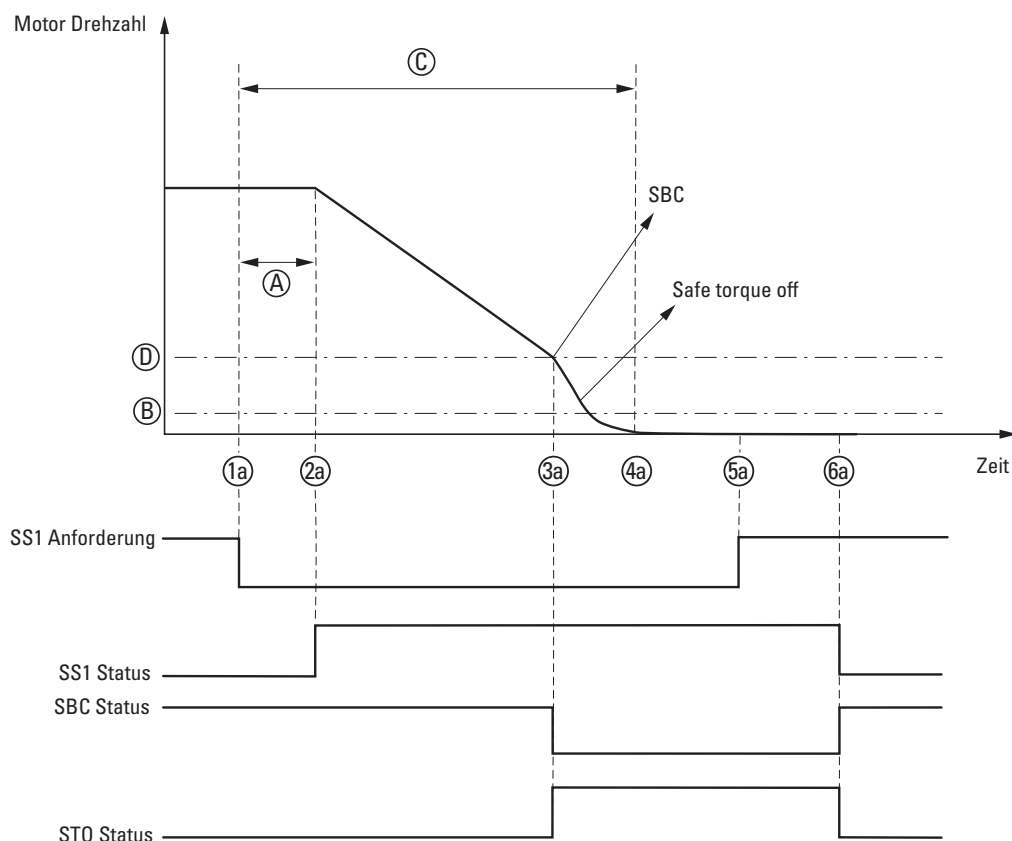 Motor Drehzahl
C
SBC
A
Safe torque off
D
B
1a 2a 3a 4a 5a 6a
Zeit
SS1 Anforderung
SS1 Status
SBC Status
STO Status